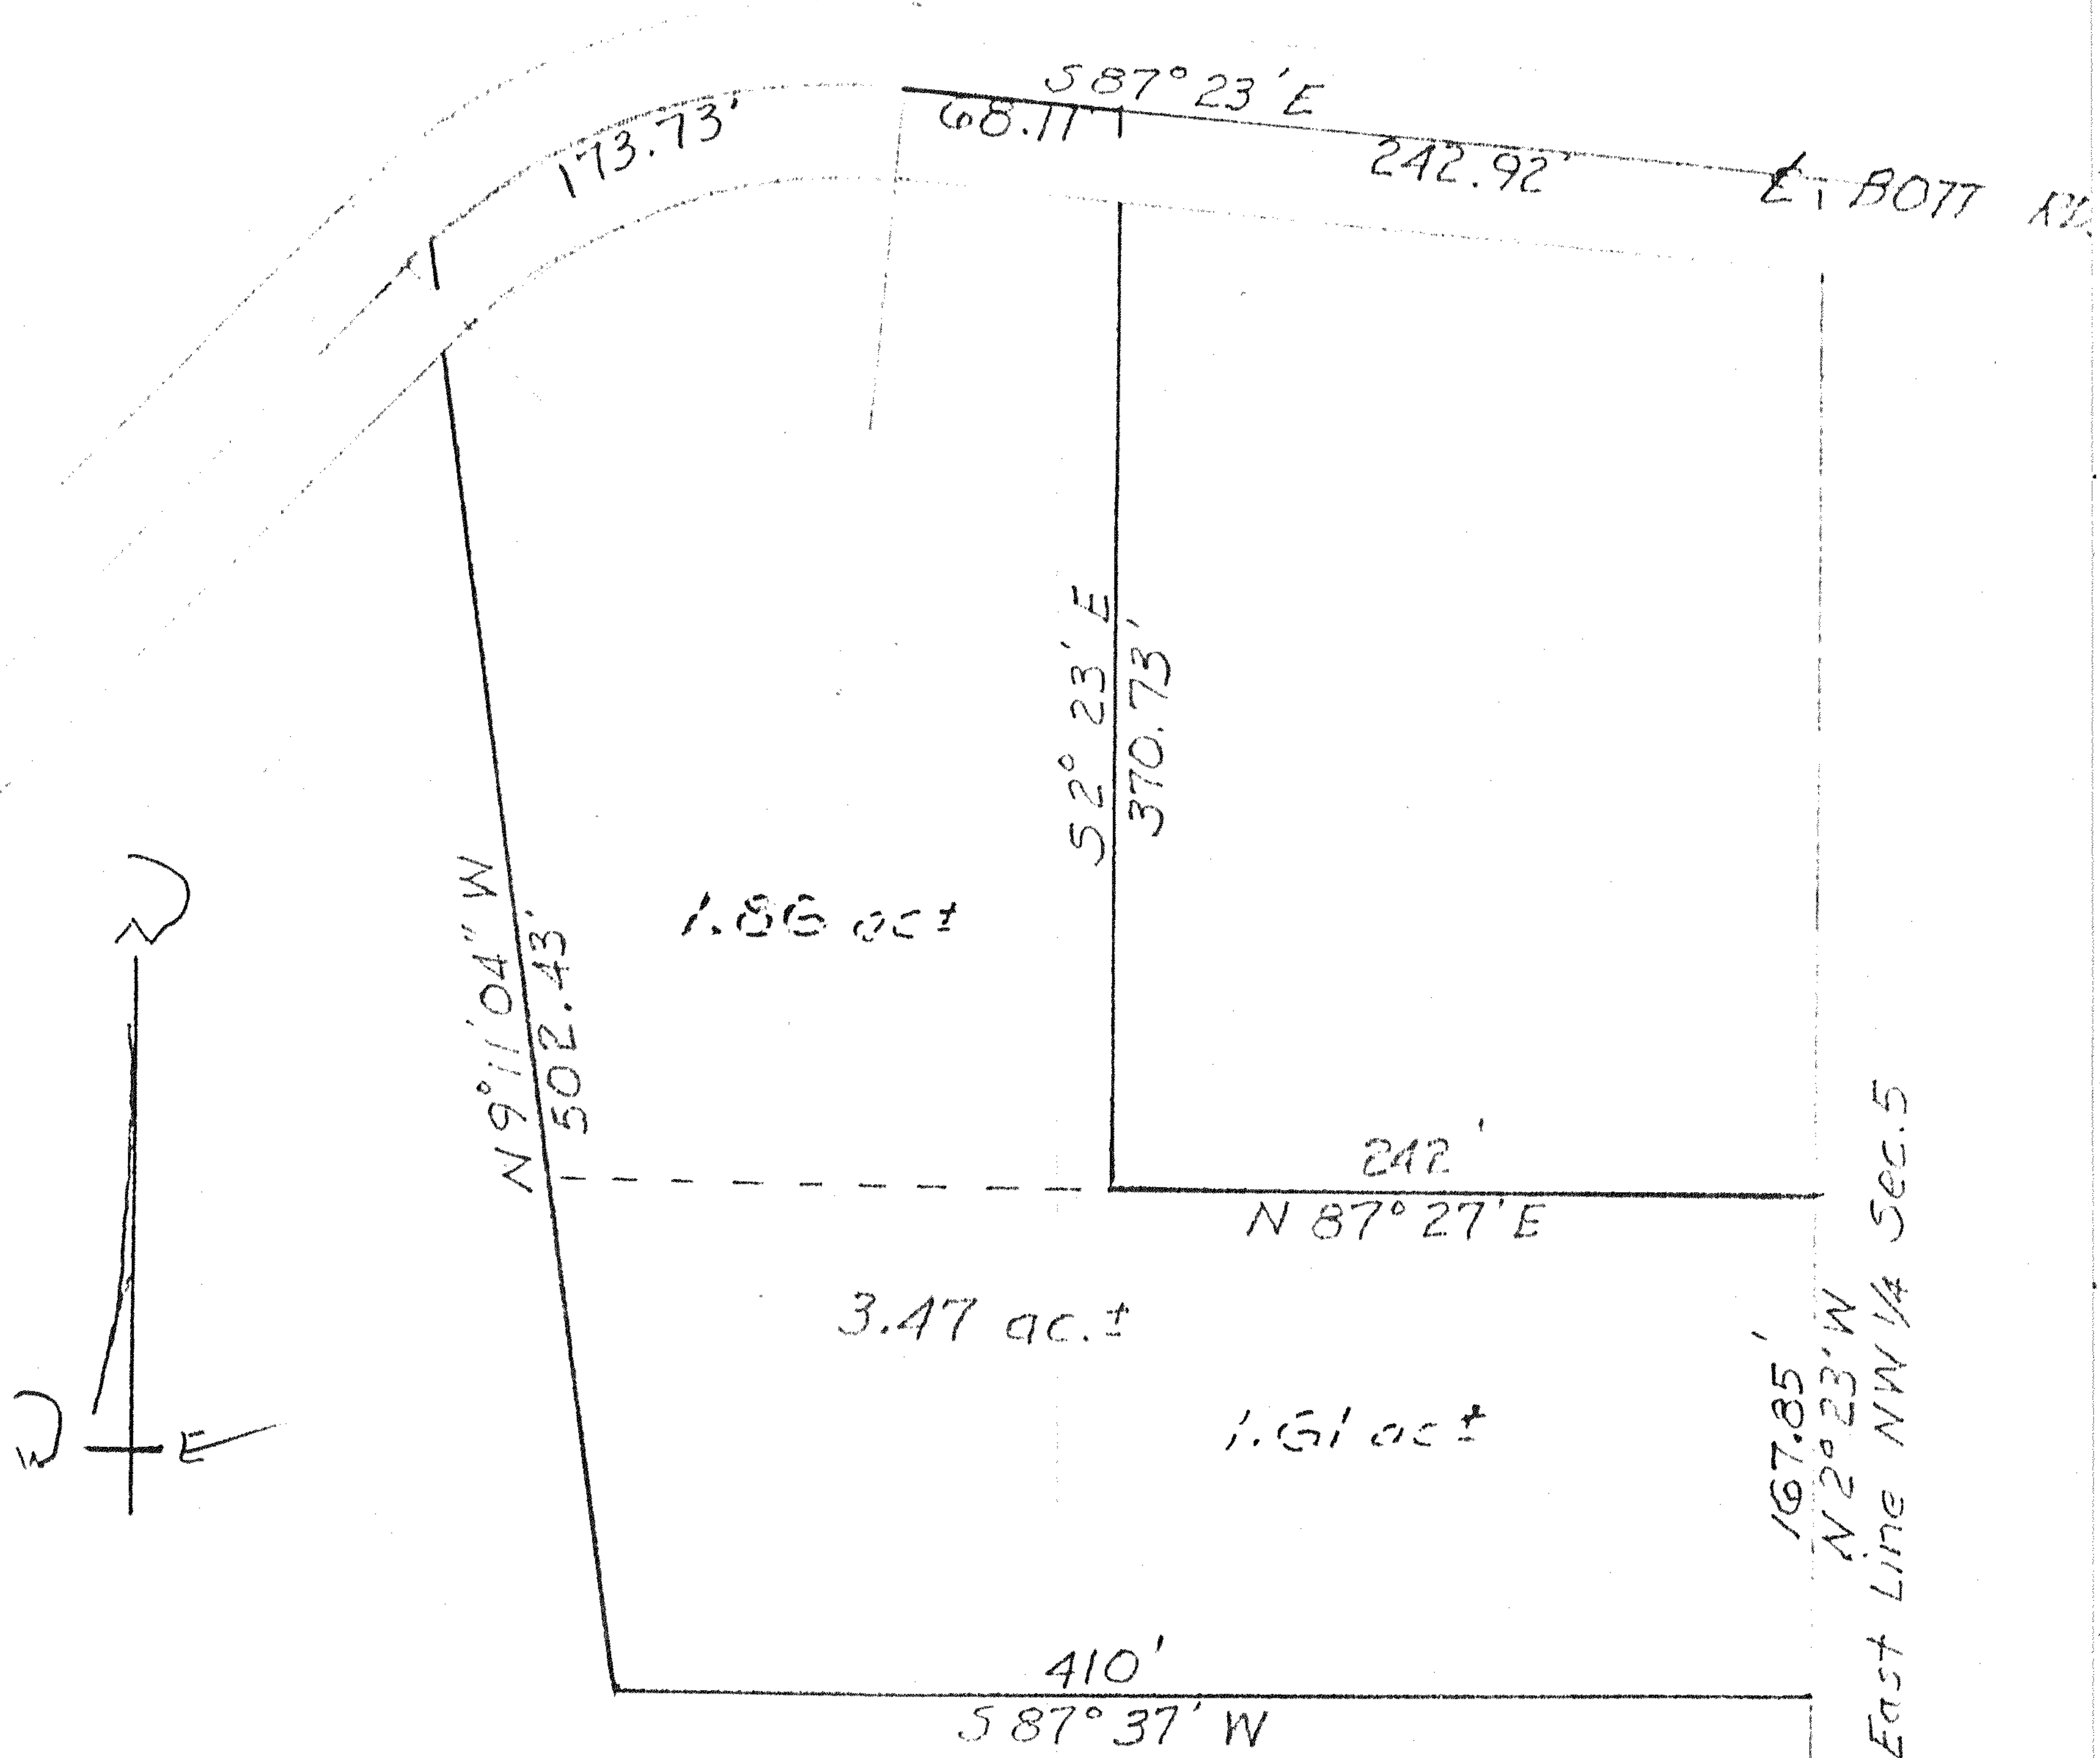 S 87° 23' E
173.73'
68.11'
242.92'
℄ BOTT RD.
S 2° 23' E
370.73'
N 9° 11' 04" W
502.43'
1.86 ac ±
242'
N 87° 27' E
3.47 ac. ±
1.61 ac ±
167.85'
N 2° 23' W
East Line NW 1/4 Sec. 5
410'
S 87° 37' W
E